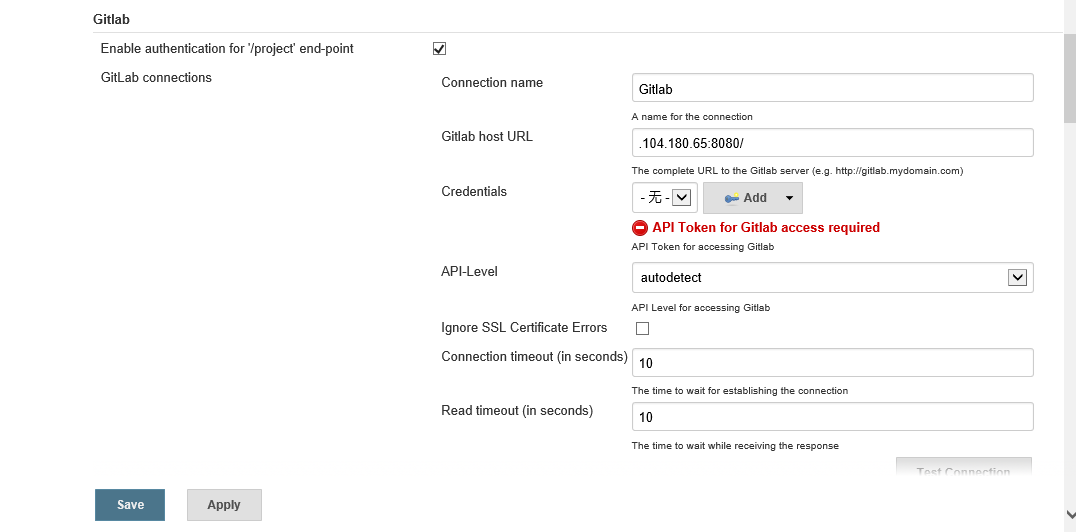 Gitlab
Enable authentication for '/project' end-point
GitLab connections
Connection name
Gitlab
A name for the connection
Gitlab host URL
.104.180.65:8080/
The complete URL to the Gitlab server (e.g. http://gitlab.mydomain.com)
Credentials
- 无 -
Add
API Token for Gitlab access required
API Token for accessing Gitlab
API-Level
autodetect
API Level for accessing Gitlab
Ignore SSL Certificate Errors
Connection timeout (in seconds)
10
The time to wait for establishing the connection
Read timeout (in seconds)
10
The time to wait while receiving the response
Test Connection
Save
Apply